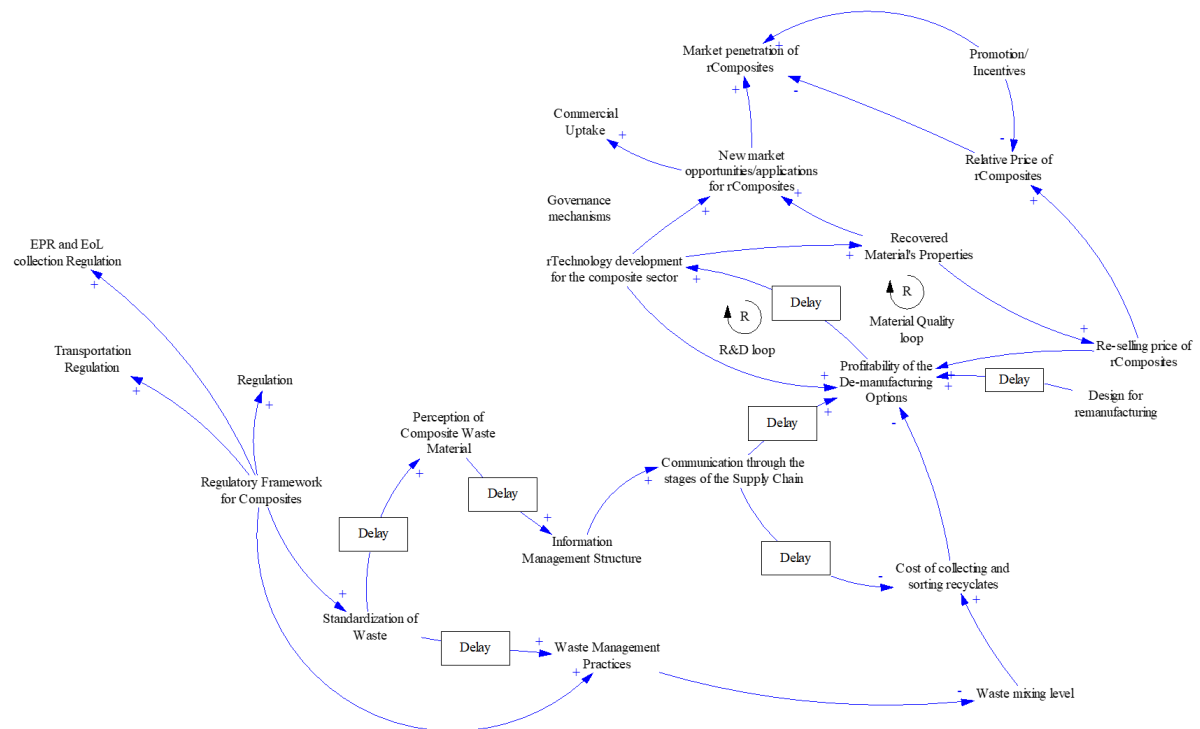 Market penetration of
rComposites
+
+
-
Promotion/
Incentives
Commercial
Uptake
+
New market
opportunities/applications
for rComposites
+
+
-
Relative Price of
rComposites
+
Governance
mechanisms
EPR and EoL
collection Regulation
+
rTechnology development
for the composite sector
+
Recovered
Material's Properties
+
Delay
R
R&D loop
R
Material Quality
loop
+
Re-selling price of
rComposites
Transportation
Regulation
+
Regulation
+
Profitability of the
De-manufacturing
Options
+
+
+
+
-
Delay
Design for
remanufacturing
Perception of
Composite Waste
Material
+
Delay
Communication through the
stages of the Supply Chain
+
Regulatory Framework
for Composites
Delay
+
Delay
Information
Management Structure
Delay
-
Cost of collecting and
sorting recyclates
+
+
Standardization of
Waste
Delay
+
Waste Management
Practices
+
-
Waste mixing level